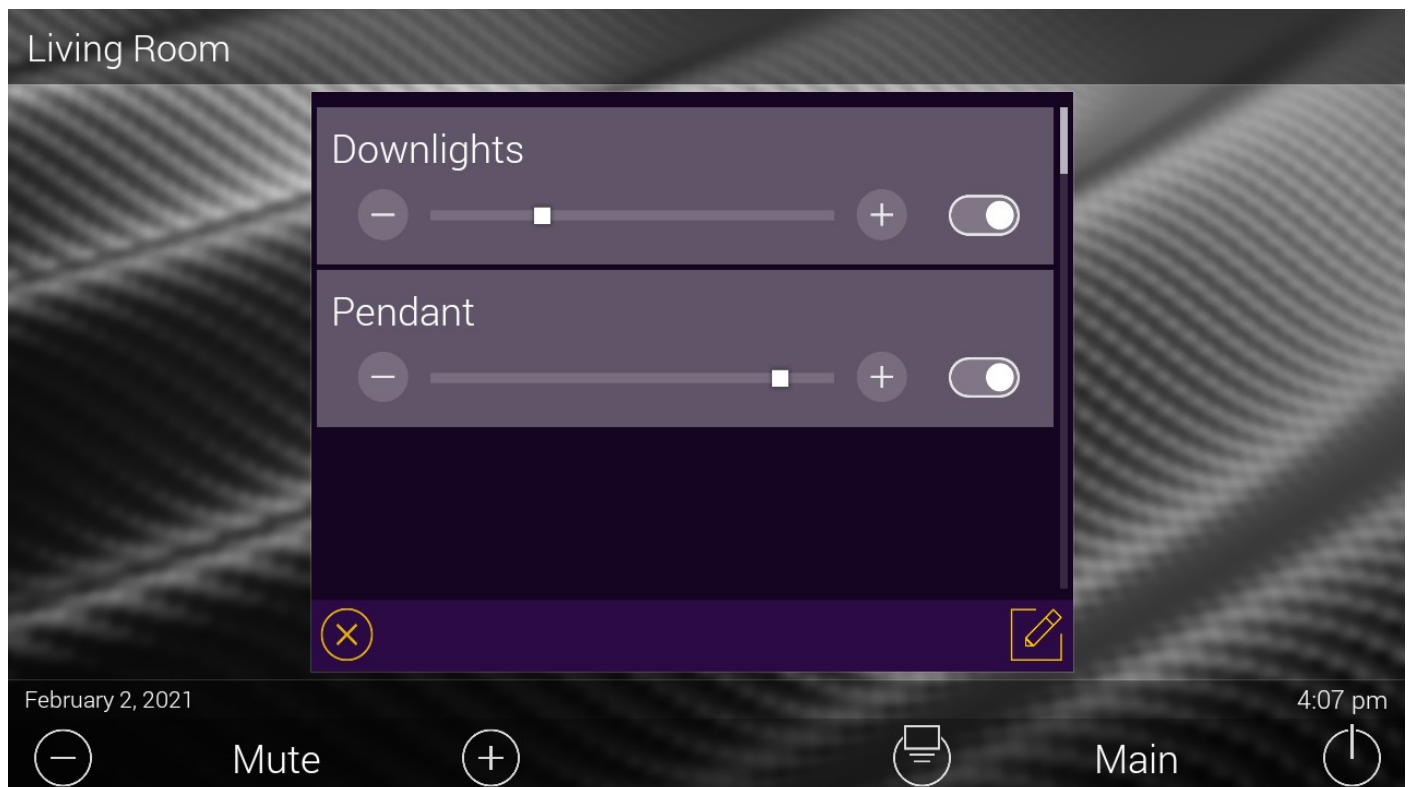 Living Room
Downlights
Pendant
February 2, 2021
4:07 pm
Mute
Main